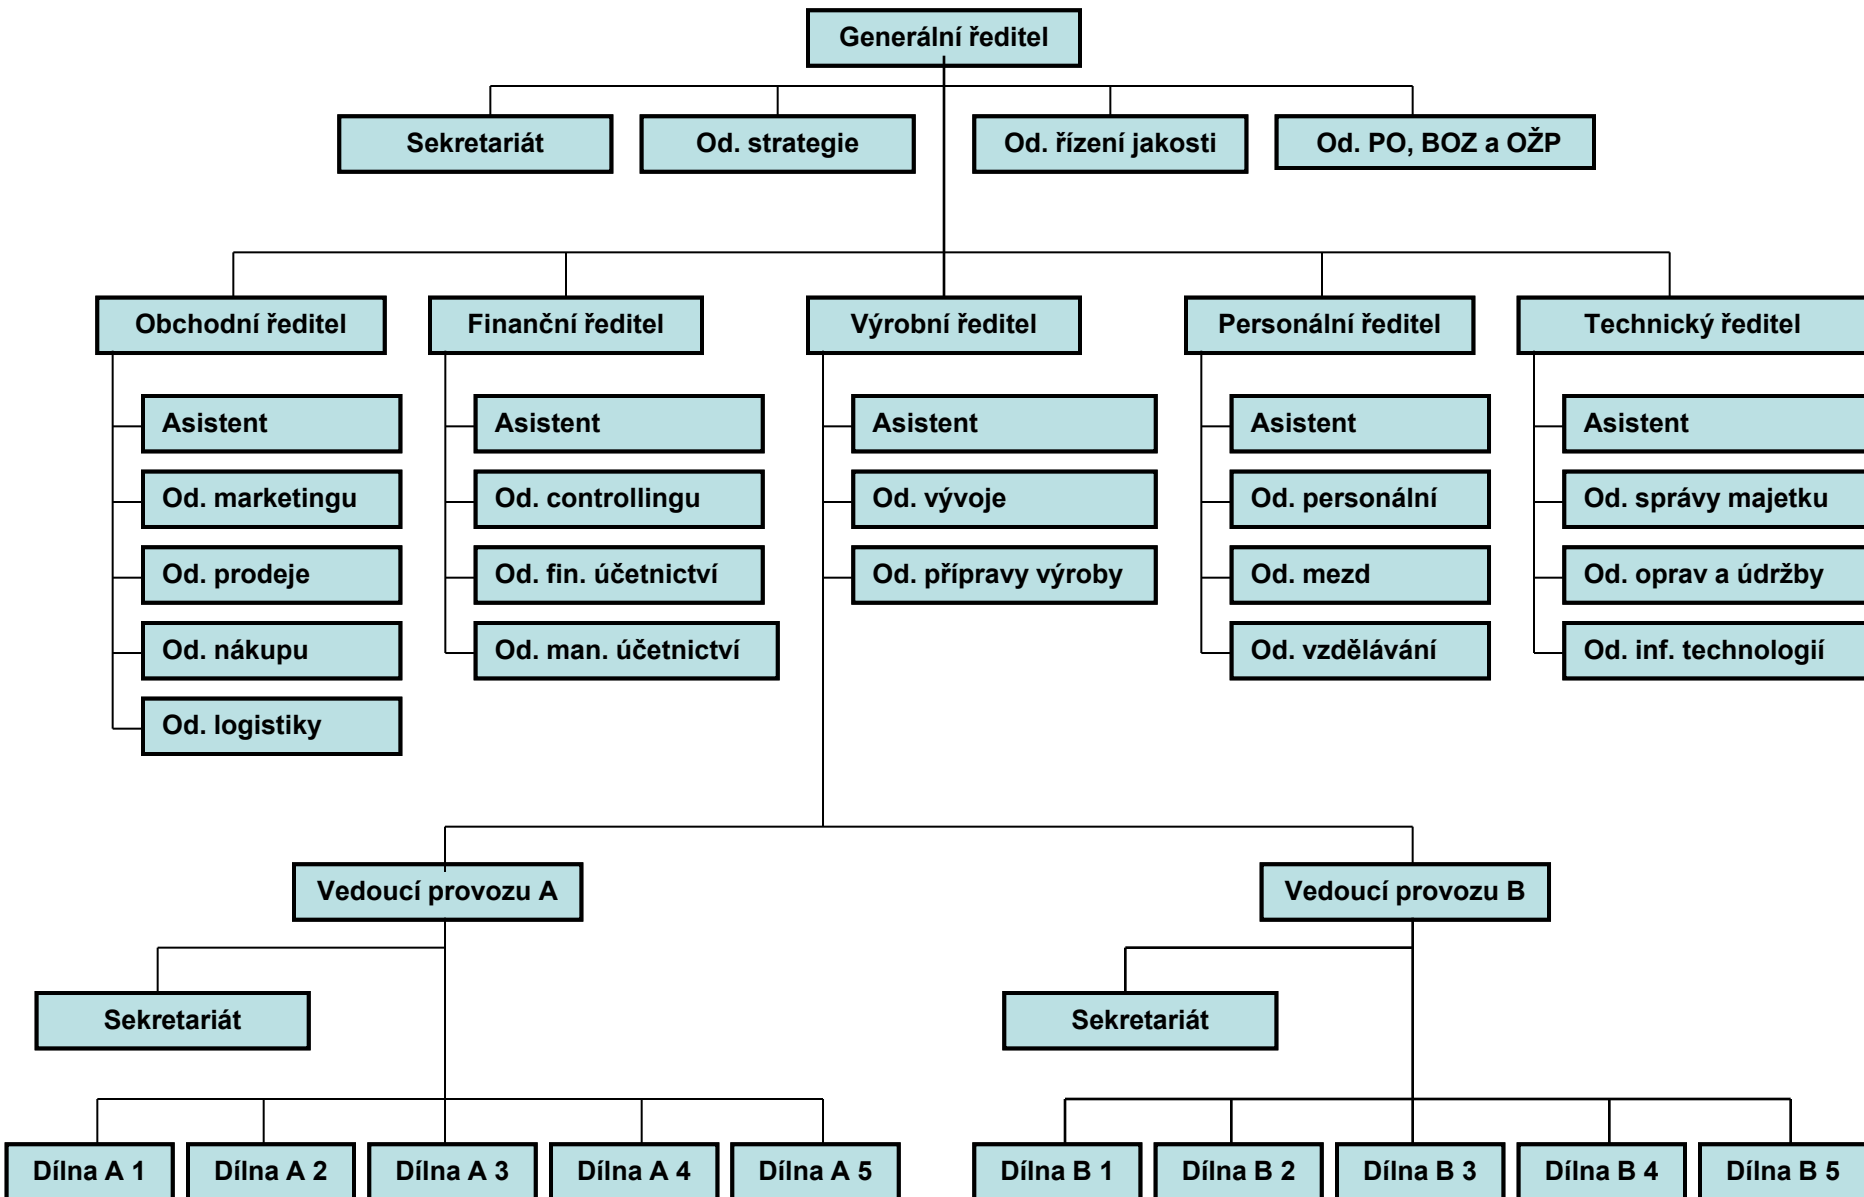 Generální ředitel
Sekretariát
Od. strategie
Od. řízení jakosti
Od. PO, BOZ a OŽP
Obchodní ředitel
Finanční ředitel
Výrobní ředitel
Personální ředitel
Technický ředitel
Asistent
Od. marketingu
Od. prodeje
Od. nákupu
Od. logistiky
Asistent
Od. controllingu
Od. fin. účetnictví
Od. man. účetnictví
Asistent
Od. vývoje
Od. přípravy výroby
Asistent
Od. personální
Od. mezd
Od. vzdělávání
Asistent
Od. správy majetku
Od. oprav a údržby
Od. inf. technologií
Vedoucí provozu A
Vedoucí provozu B
Sekretariát
Sekretariát
Dílna A 1
Dílna A 2
Dílna A 3
Dílna A 4
Dílna A 5
Dílna B 1
Dílna B 2
Dílna B 3
Dílna B 4
Dílna B 5